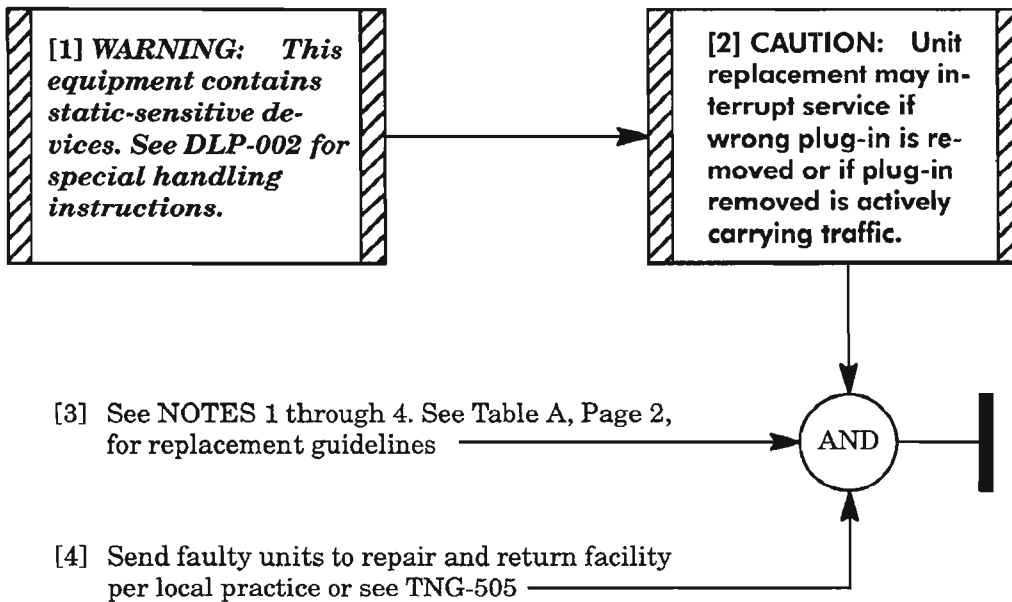 [1] WARNING: This
equipment contains
static-sensitive de-
vices. See DLP-002 for
special handling
instructions.
[2] CAUTION: Unit
replacement may in-
terrupt service if
wrong plug-in is re-
moved or if plug-in
removed is actively
carrying traffic.
[3] See NOTES 1 through 4. See Table A, Page 2,
for replacement guidelines
AND
[4] Send faulty units to repair and return facility
per local practice or see TNG-505